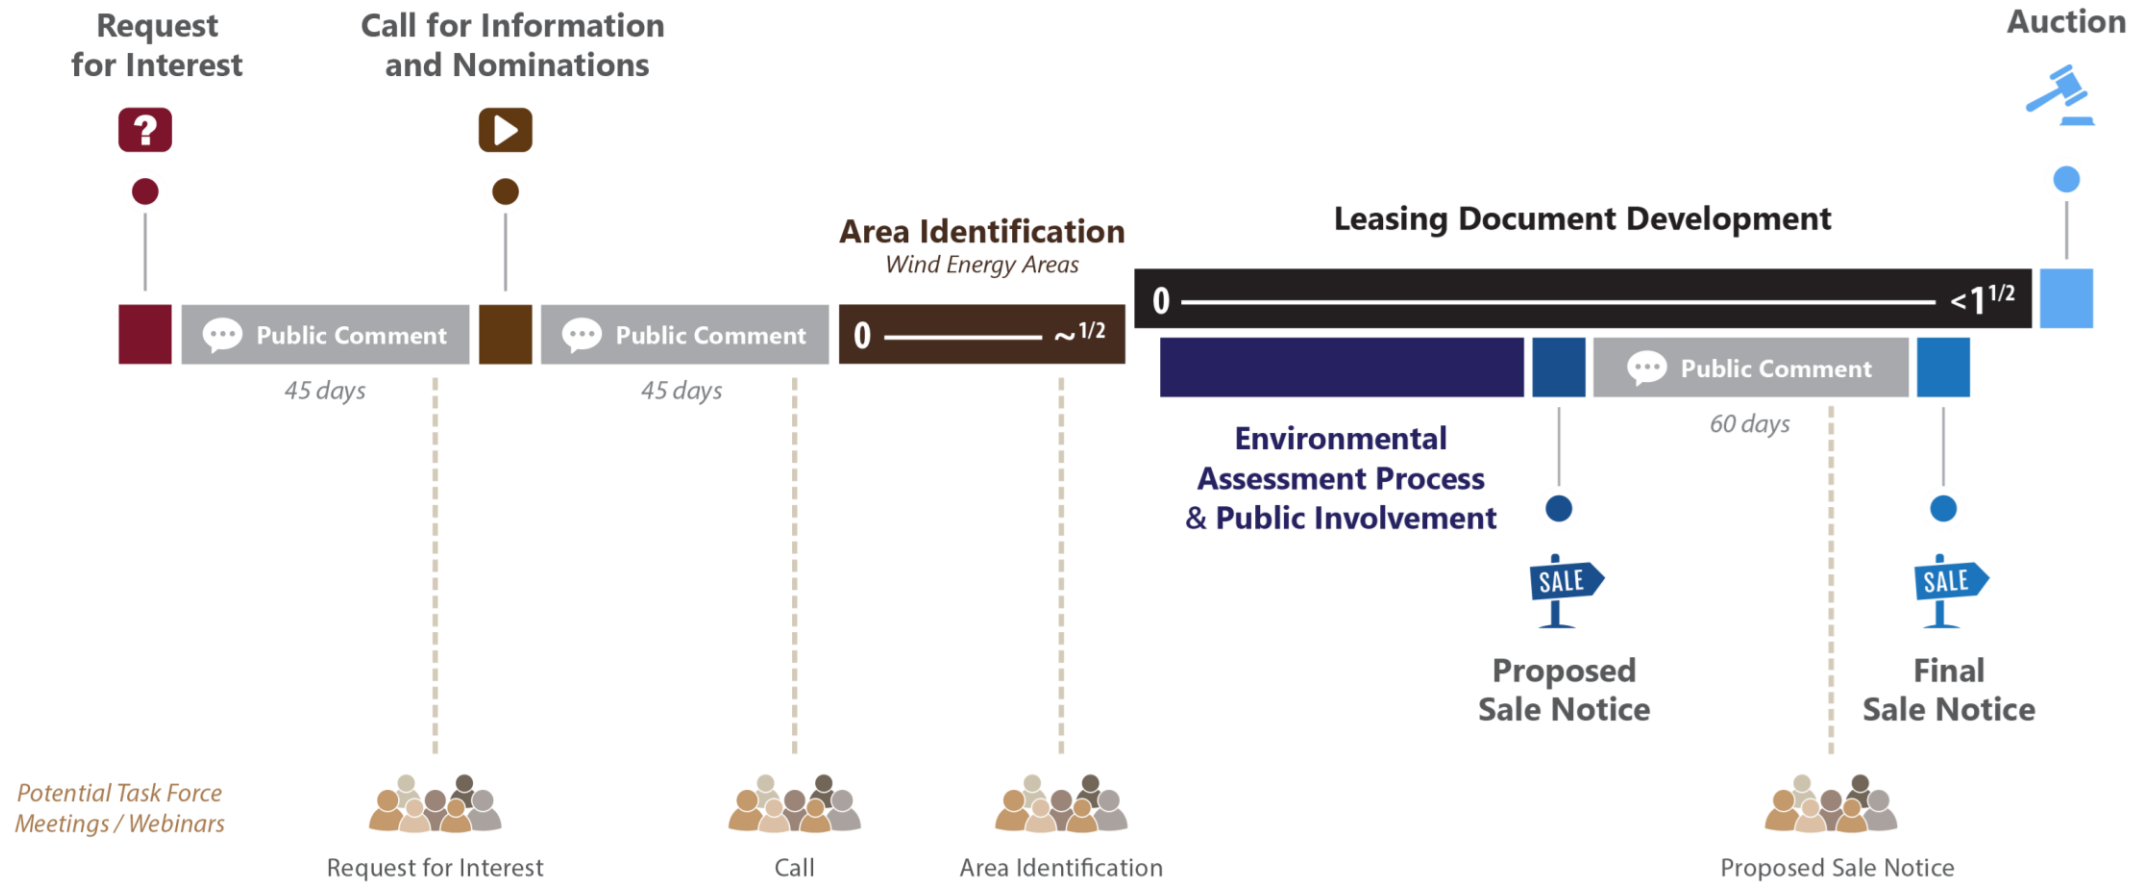 Request
for Interest
Call for Information
and Nominations
Auction
?
Area Identification
Wind Energy Areas
Leasing Document Development
0
<1 1/2
Public Comment
45 days
Public Comment
45 days
0
~1/2
Public Comment
60 days
Environmental
Assessment Process
& Public Involvement
SALE
Proposed
Sale Notice
SALE
Final
Sale Notice
Potential Task Force
Meetings / Webinars
Request for Interest
Call
Area Identification
Proposed Sale Notice